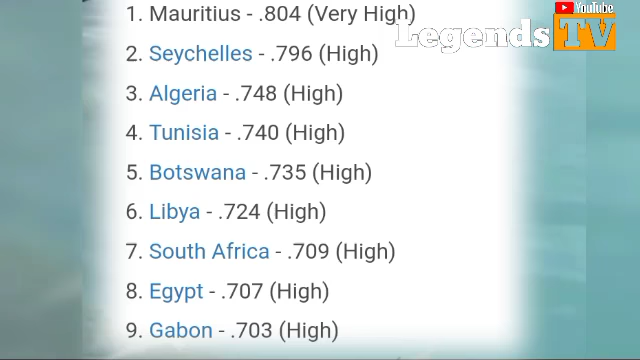 1. Mauritius - .804 (Very High)
YouTube
Legends TV
2. Seychelles - .796 (High)
3. Algeria - .748 (High)
4. Tunisia - .740 (High)
5. Botswana - .735 (High)
6. Libya - .724 (High)
7. South Africa - .709 (High)
8. Egypt - .707 (High)
9. Gabon - .703 (High)